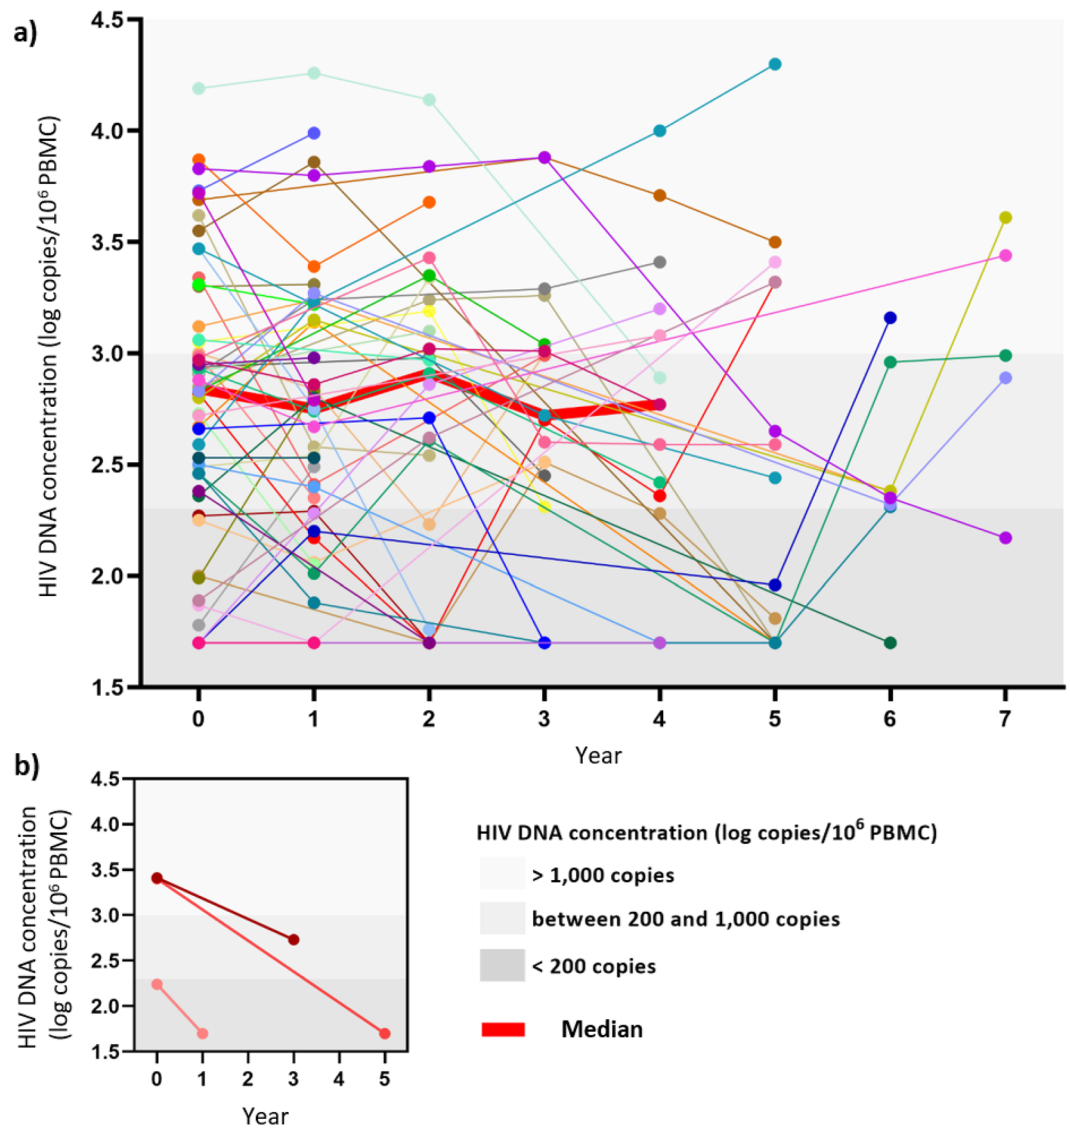 a)
HIV DNA concentration (log copies/10⁶ PBMC)
4.5
4.0
3.5
3.0
2.5
2.0
1.5
0 1 2 3 4 5 6 7
Year
b)
HIV DNA concentration
(log copies/10⁶ PBMC)
4.5
4.0
3.5
3.0
2.5
2.0
1.5
0 1 2 3 4 5
Year
HIV DNA concentration (log copies/10⁶ PBMC)
> 1,000 copies
between 200 and 1,000 copies
< 200 copies
Median